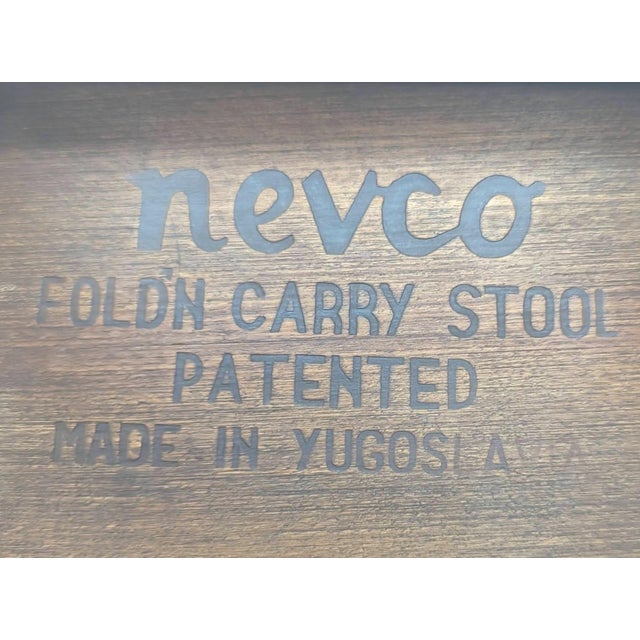 nevco
FOLD'N CARRY STOOL
PATENTED
MADE IN YUGOSLAVIA